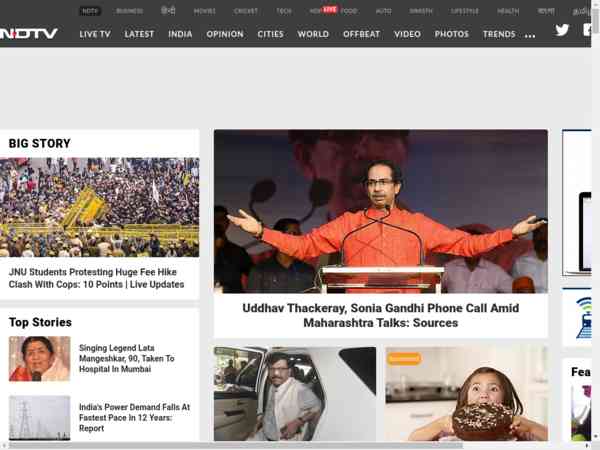 NDTV
BUSINESS
हिन्दी
MOVIES
CRICKET
TECH
LIVE
FOOD
AUTO
SWASTH
LIFESTYLE
HEALTH
বাংলা
NDTV
LIVE TV
LATEST
INDIA
OPINION
CITIES
WORLD
OFFBEAT
VIDEO
PHOTOS
TRENDS
...
BIG STORY
JNU Students Protesting Huge Fee Hike
Clash With Cops: 10 Points | Live Updates
Uddhav Thackeray, Sonia Gandhi Phone Call Amid
Maharashtra Talks: Sources
Top Stories
Singing Legend Lata
Mangeshkar, 90, Taken To
Hospital In Mumbai
India's Power Demand Falls At
Fastest Pace In 12 Years:
Report
Fea